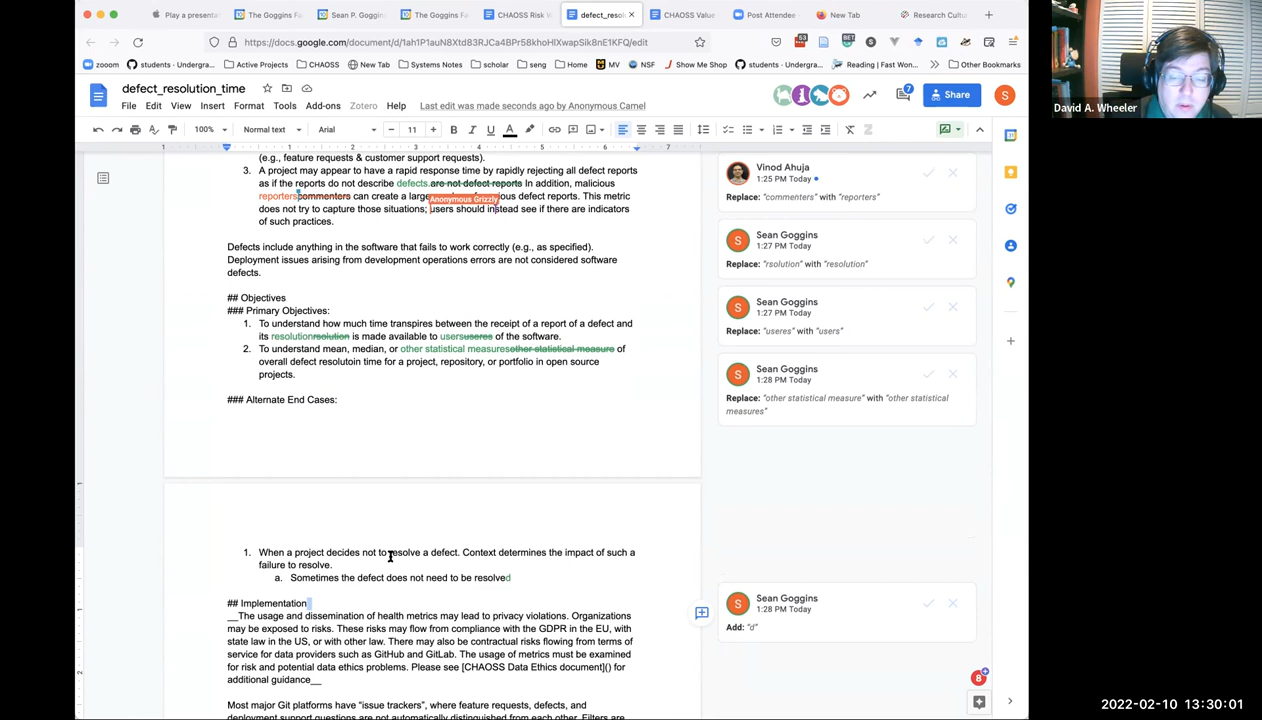 Play a presenta
The Goggins Fa
Sean P. Goggin
The Goggins Fa
CHAOSS Risk W
defect_resol
CHAOSS Value
Post Attendee
New Tab
Research Cultu
https://docs.google.com/document/d/1ah1P1auN8Xtd83RJCa4BPr58khoHIXwapSik8nE1KFQ/edit
zooom
students - Undergra...
Active Projects
CHAOSS
New Tab
Systems Notes
scholar
seng
Home
MV
NSF
Show Me Shop
students - Undergra...
Reading | Fast Won...
Other Bookmarks
defect_resolution_time
File Edit View Insert Format Tools Add-ons Zotero Help Last edit was made seconds ago by Anonymous Camel
Share
100% Normal text Arial 11
(e.g., feature requests & customer support requests).
3. A project may appear to have a rapid response time by rapidly rejecting all defect reports
as if the reports do not describe defects.are not defect reports In addition, malicious
reporterscommenters can create a large ious defect reports. This metric
Anonymous Grizzly
does not try to capture those situations; users should instead see if there are indicators
of such practices.
Defects include anything in the software that fails to work correctly (e.g., as specified).
Deployment issues arising from development operations errors are not considered software
defects.
## Objectives
### Primary Objectives:
1. To understand how much time transpires between the receipt of a report of a defect and
its resolutionrsolution is made available to usersuseres of the software.
2. To understand mean, median, or other statistical measuresother statistical measure of
overall defect resolutoin time for a project, repository, or portfolio in open source
projects.
### Alternate End Cases:
1. When a project decides not to resolve a defect. Context determines the impact of such a
failure to resolve.
a. Sometimes the defect does not need to be resolved
## Implementation
__The usage and dissemination of health metrics may lead to privacy violations. Organizations
may be exposed to risks. These risks may flow from compliance with the GDPR in the EU, with
state law in the US, or with other law. There may also be contractual risks flowing from terms of
service for data providers such as GitHub and GitLab. The usage of metrics must be examined
for risk and potential data ethics problems. Please see [CHAOSS Data Ethics document]() for
additional guidance__
Most major Git platforms have “issue trackers”, where feature requests, defects, and
deployment support questions are not automatically distinguished from each other. Filters are
Vinod Ahuja
1:25 PM Today
Replace: “commenters” with “reporters”
Sean Goggins
1:27 PM Today
Replace: “rsolution” with “resolution”
Sean Goggins
1:27 PM Today
Replace: “useres” with “users”
Sean Goggins
1:28 PM Today
Replace: “other statistical measure” with “other statistical
measures”
Sean Goggins
1:28 PM Today
Add: “d”
8
David A. Wheeler
2022-02-10 13:30:01